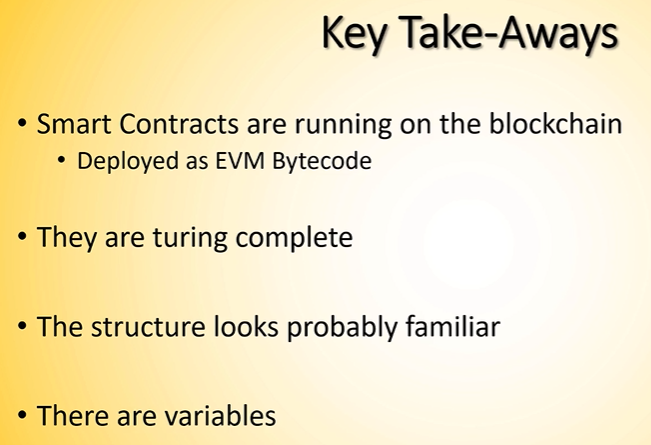 Key Take-Aways
• Smart Contracts are running on the blockchain
• Deployed as EVM Bytecode
• They are turing complete
• The structure looks probably familiar
• There are variables